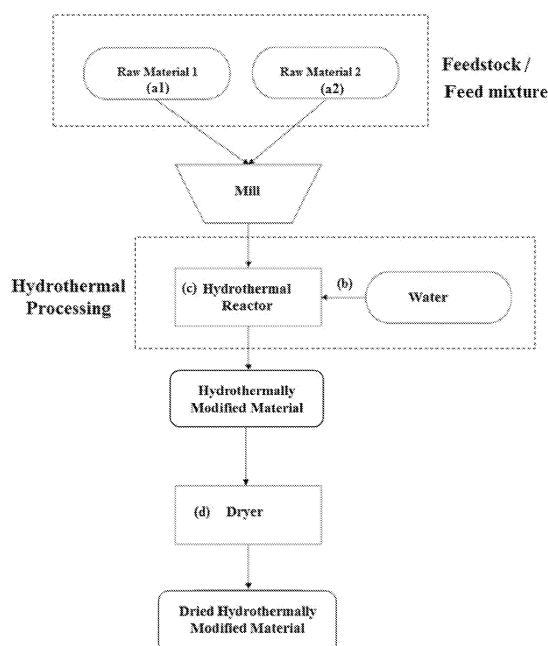 Raw Material 1
(a1)
Raw Material 2
(a2)
Feedstock /
Feed mixture
Mill
Hydrothermal
Processing
(c) Hydrothermal
Reactor
(b)
Water
Hydrothermally
Modified Material
(d) Dryer
Dried Hydrothermally
Modified Material